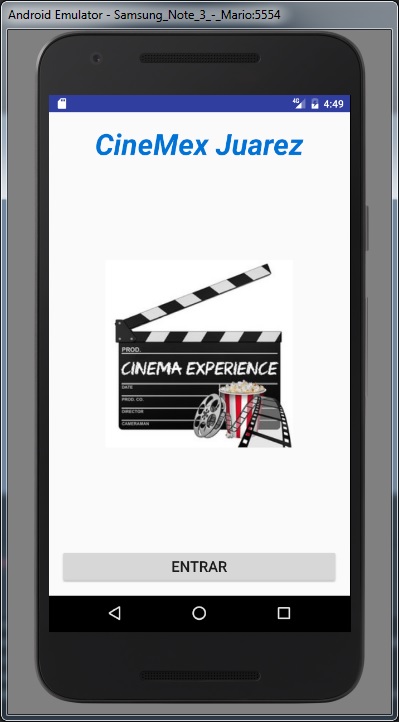 Android Emulator - Samsung_Note_3_-_Mario:5554
4G 4:49
CineMex Juarez
PROD.
CINEMA EXPERIENCE
DATE
PROD. CO.
DIRECTOR
CAMERAMAN
ENTRAR